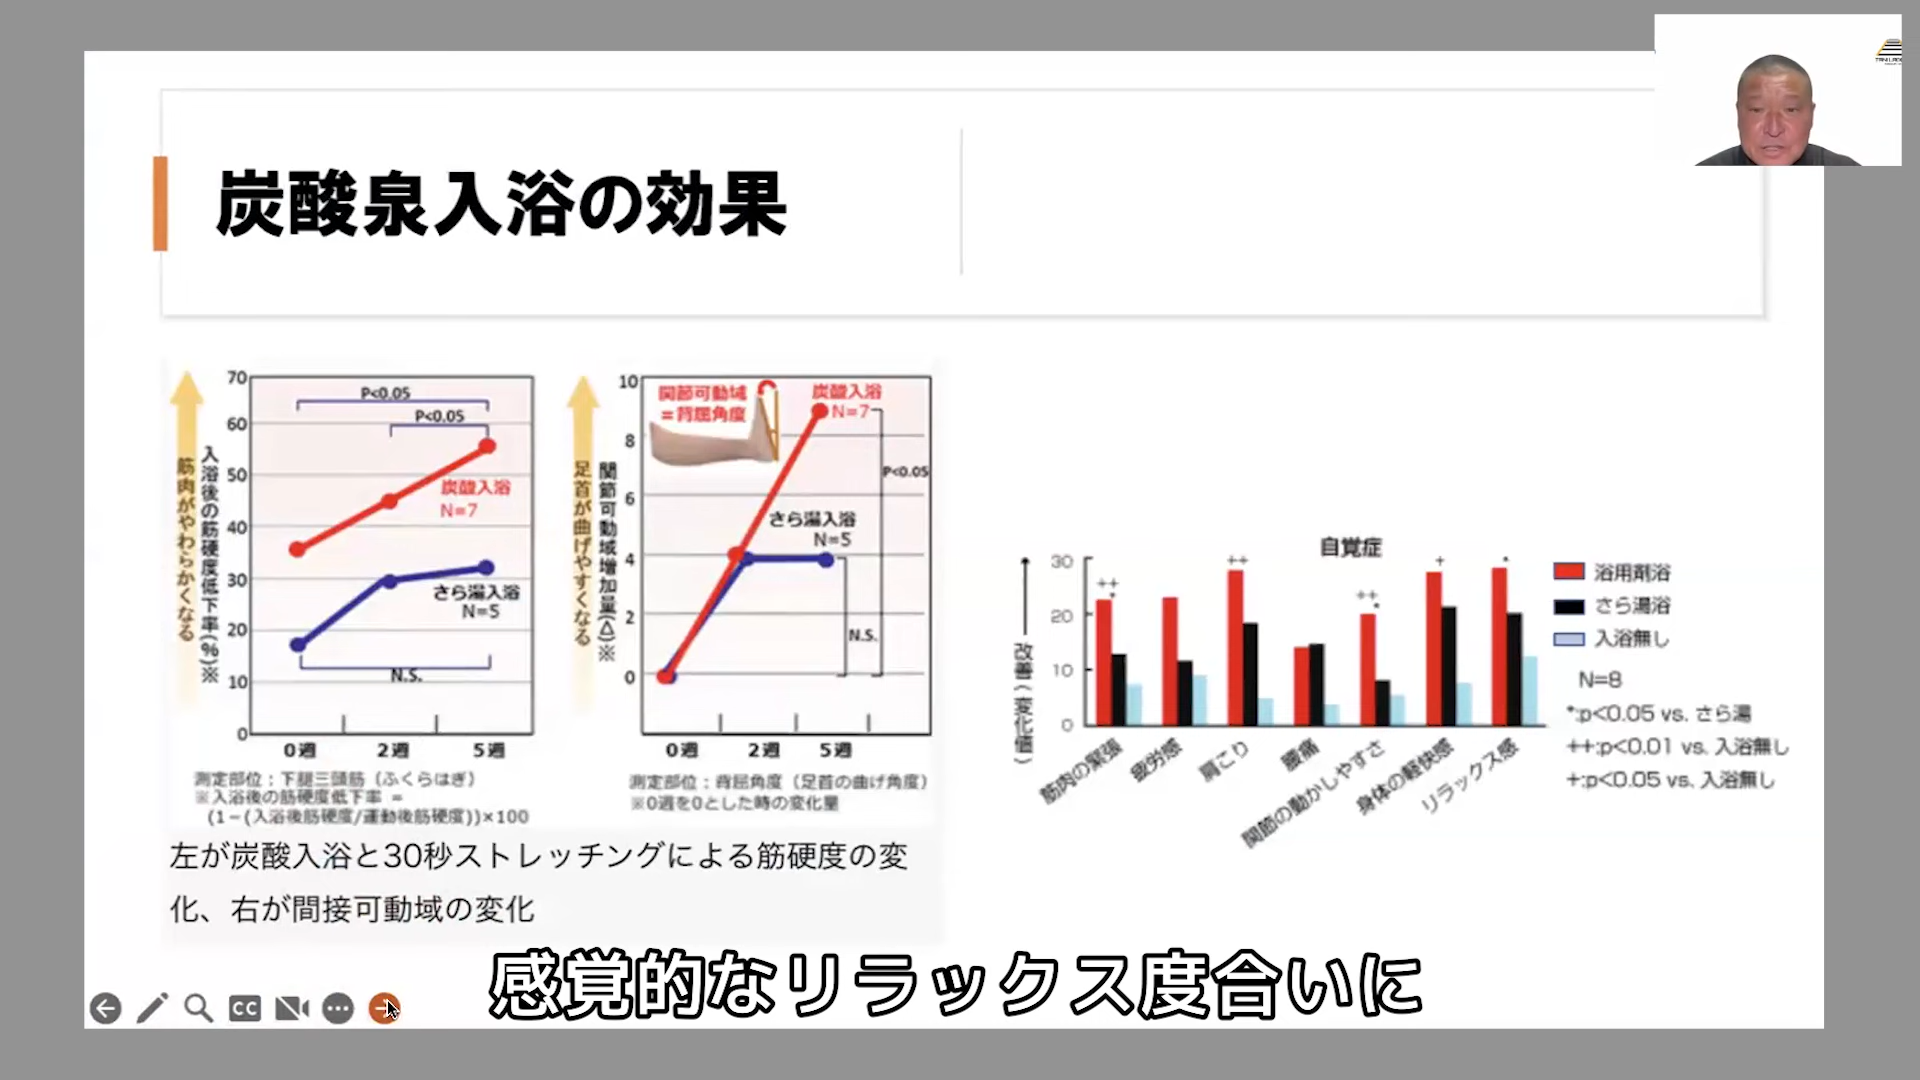 炭酸泉入浴の効果
筋肉がやわらかくなる
入浴後の筋硬度低下率(%)※
70
60
50
40
30
20
10
0
P<0.05
P<0.05
炭酸入浴
N=7
さら湯入浴
N=5
N.S.
0週 2週 5週
測定部位：下腿三頭筋（ふくらはぎ）
※入浴後の筋硬度低下率 =
(1−(入浴後筋硬度/運動後筋硬度))×100
足首が曲げやすくなる
関節可動域増加量(Δ)※
10
8
6
4
2
0
関節可動域
=背屈角度
炭酸入浴
N=7
P<0.05
さら湯入浴
N=5
N.S.
0週 2週 5週
測定部位：背屈角度（足首の曲げ角度）
※0週を0とした時の変化量
左が炭酸入浴と30秒ストレッチングによる筋硬度の変
化、右が間接可動域の変化
自覚症
改善(変化値)
30
20
10
0
++
*
++
++
*
+
*
筋肉の緊張
疲労感
肩こり
腰痛
関節の動かしやすさ
身体の軽快感
リラックス感
浴用剤浴
さら湯浴
入浴無し
N=8
*:p<0.05 vs. さら湯
++:p<0.01 vs. 入浴無し
+:p<0.05 vs. 入浴無し
CC
感覚的なリラックス度合いに